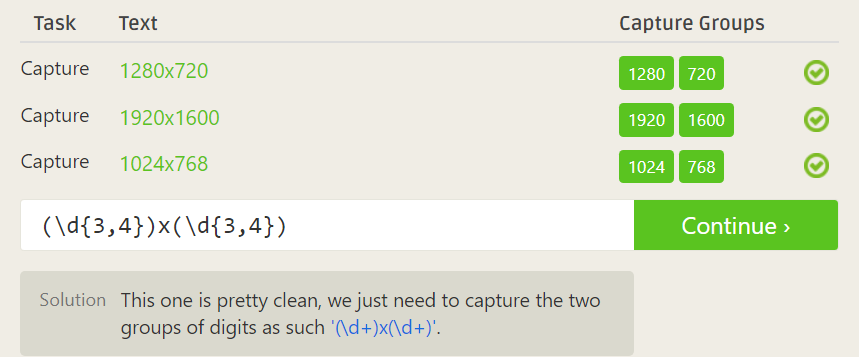 Task Text Capture Groups
Capture 1280x720 1280 720
Capture 1920x1600 1920 1600
Capture 1024x768 1024 768
(\d{3,4})x(\d{3,4}) Continue ›
Solution This one is pretty clean, we just need to capture the two
groups of digits as such '(\d+)x(\d+)'.